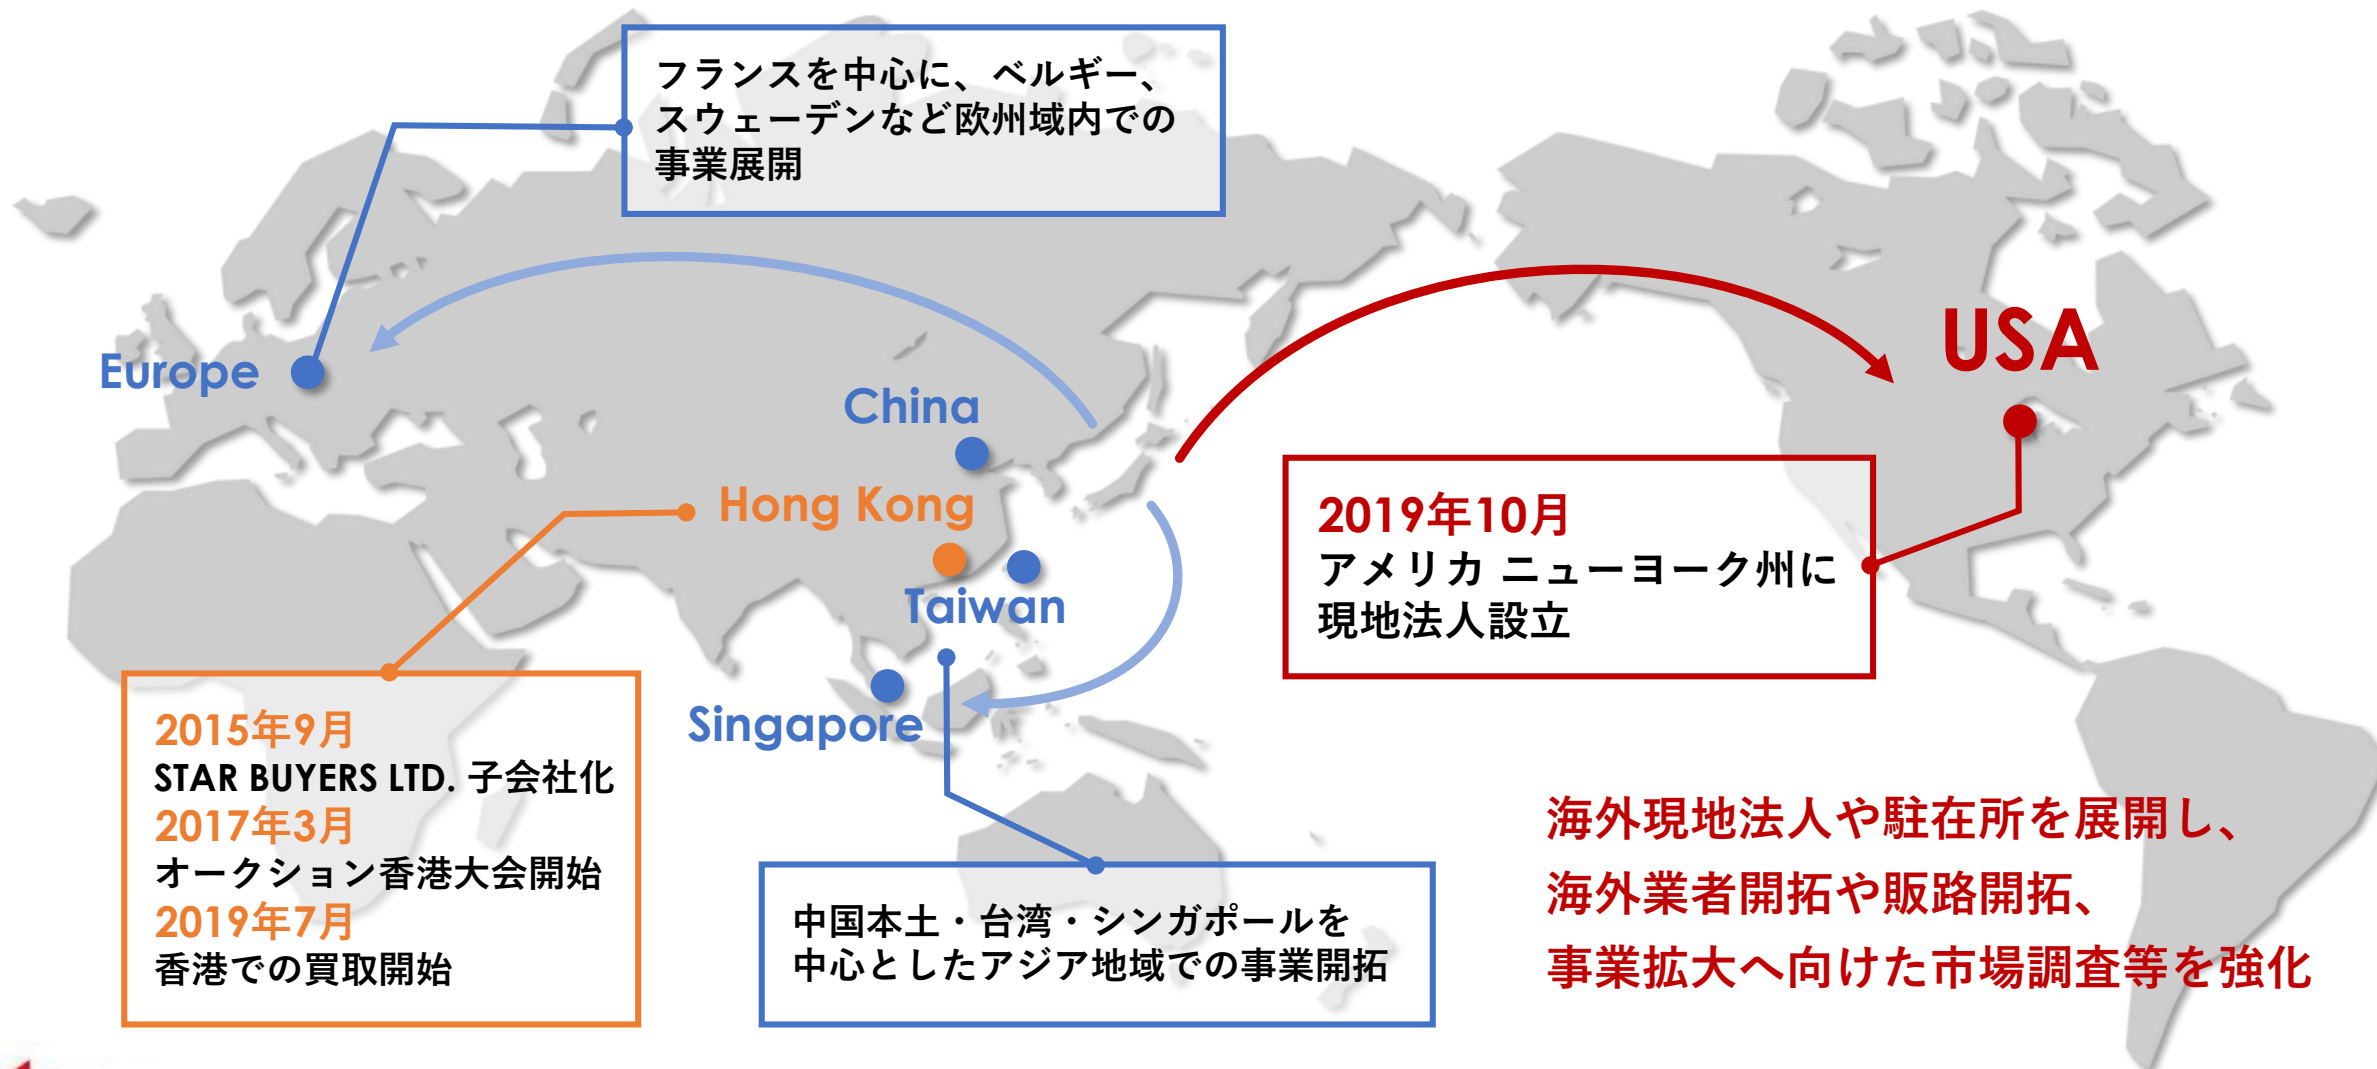 フランスを中心に、ベルギー、
スウェーデンなど欧州域内での
事業展開
Europe
China
Hong Kong
Taiwan
Singapore
USA
2019年10月
アメリカ ニューヨーク州に
現地法人設立
2015年9月
STAR BUYERS LTD. 子会社化
2017年3月
オークション香港大会開始
2019年7月
香港での買取開始
中国本土・台湾・シンガポールを
中心としたアジア地域での事業開拓
海外現地法人や駐在所を展開し、
海外業者開拓や販路開拓、
事業拡大へ向けた市場調査等を強化